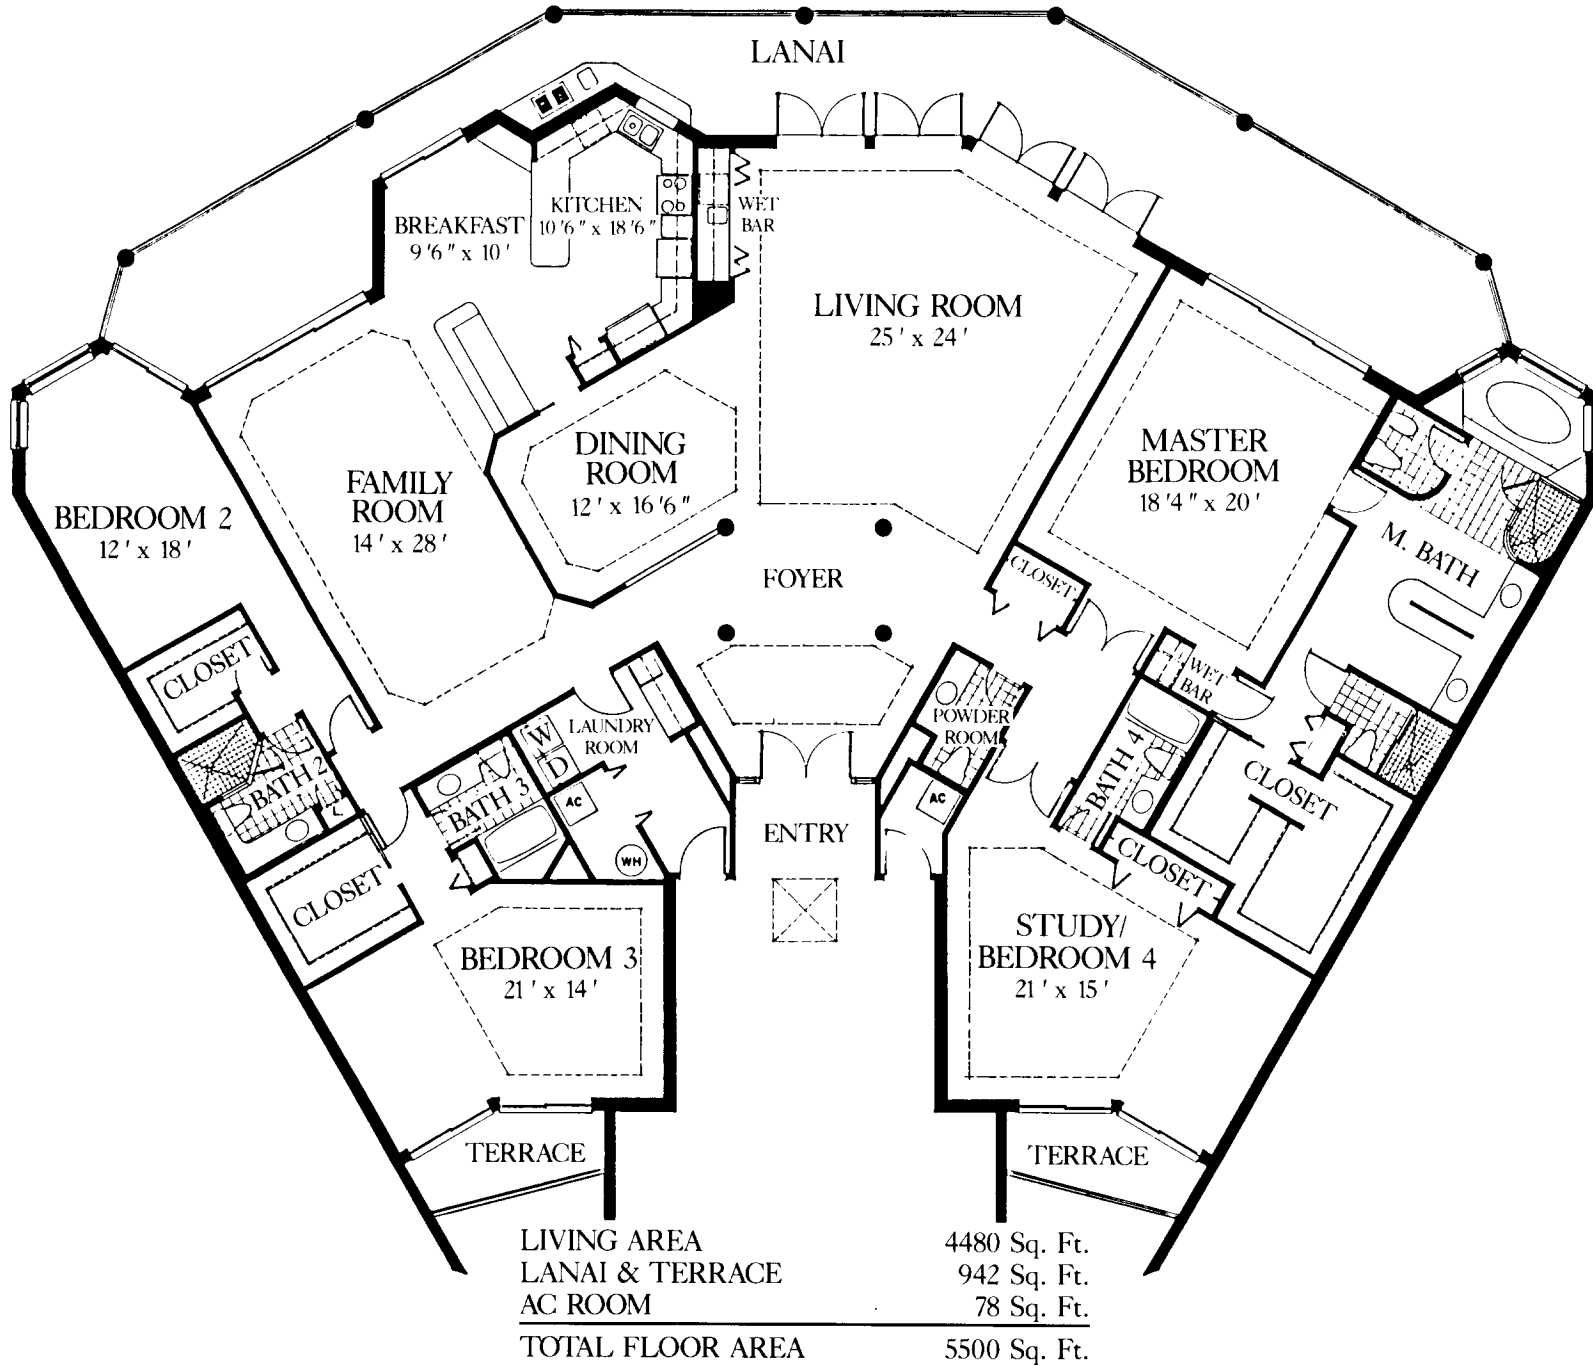 LANAI
KITCHEN
10'6" x 18'6"
BREAKFAST
9'6" x 10'
WET
BAR
LIVING ROOM
25' x 24'
DINING
ROOM
12' x 16'6"
FAMILY
ROOM
14' x 28'
MASTER
BEDROOM
18'4" x 20'
BEDROOM 2
12' x 18'
M. BATH
FOYER
CLOSET
CLOSET
WET
BAR
LAUNDRY
ROOM
W
D
POWDER
ROOM
BATH 2
BATH 3
BATH 4
CLOSET
AC
AC
ENTRY
WH
CLOSET
CLOSET
BEDROOM 3
21' x 14'
STUDY/
BEDROOM 4
21' x 15'
TERRACE
TERRACE
LIVING AREA 4480 Sq. Ft.
LANAI & TERRACE 942 Sq. Ft.
AC ROOM 78 Sq. Ft.
TOTAL FLOOR AREA 5500 Sq. Ft.